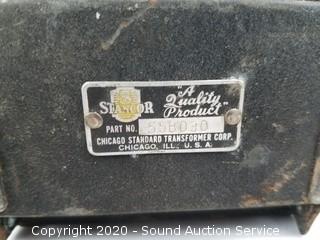 STANCOR
"A
Quality
Product"
PART NO.
CHICAGO STANDARD TRANSFORMER CORP.
CHICAGO, ILL., U. S. A.
Copyright 2020 - Sound Auction Service